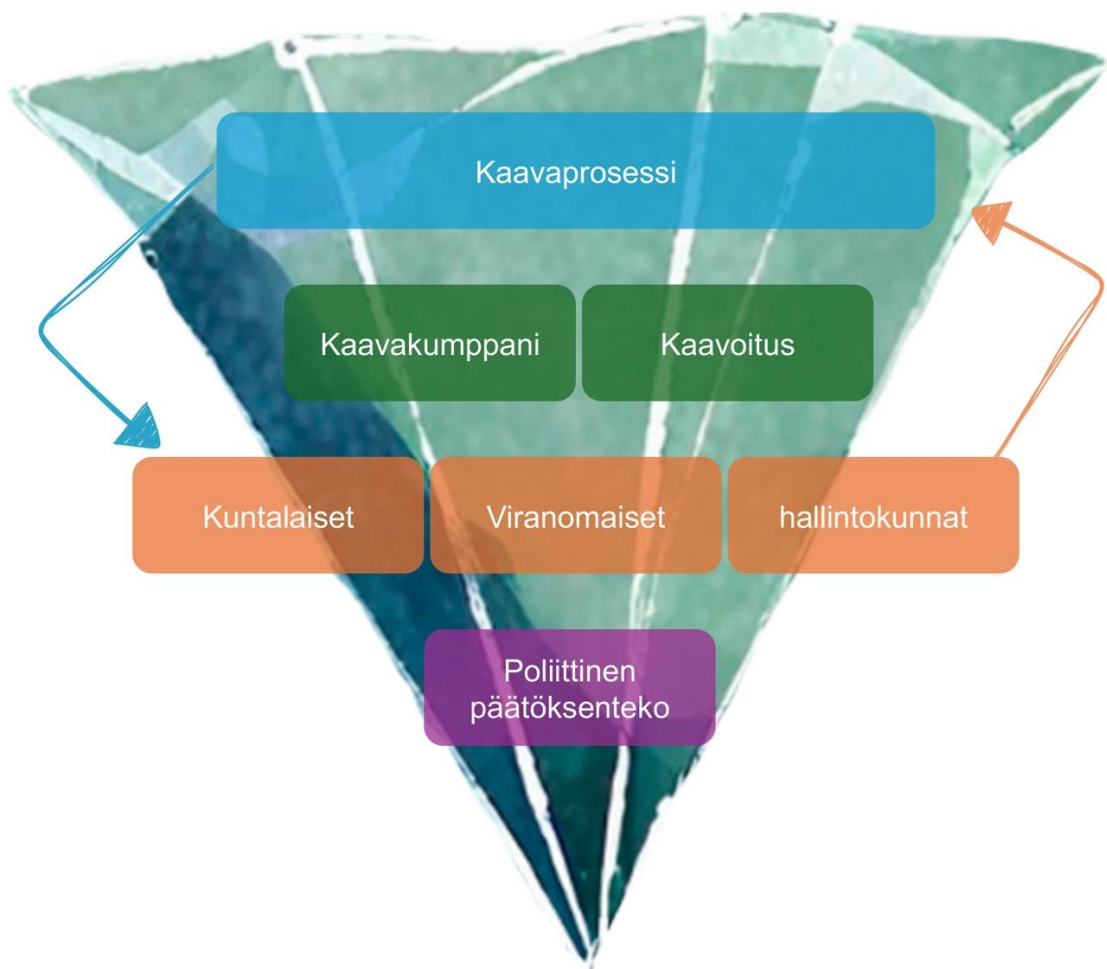 Kaavaprosessi
Kaavakumppani
Kaavoitus
Kuntalaiset
Viranomaiset
hallintokunnat
Poliittinen
päätöksenteko